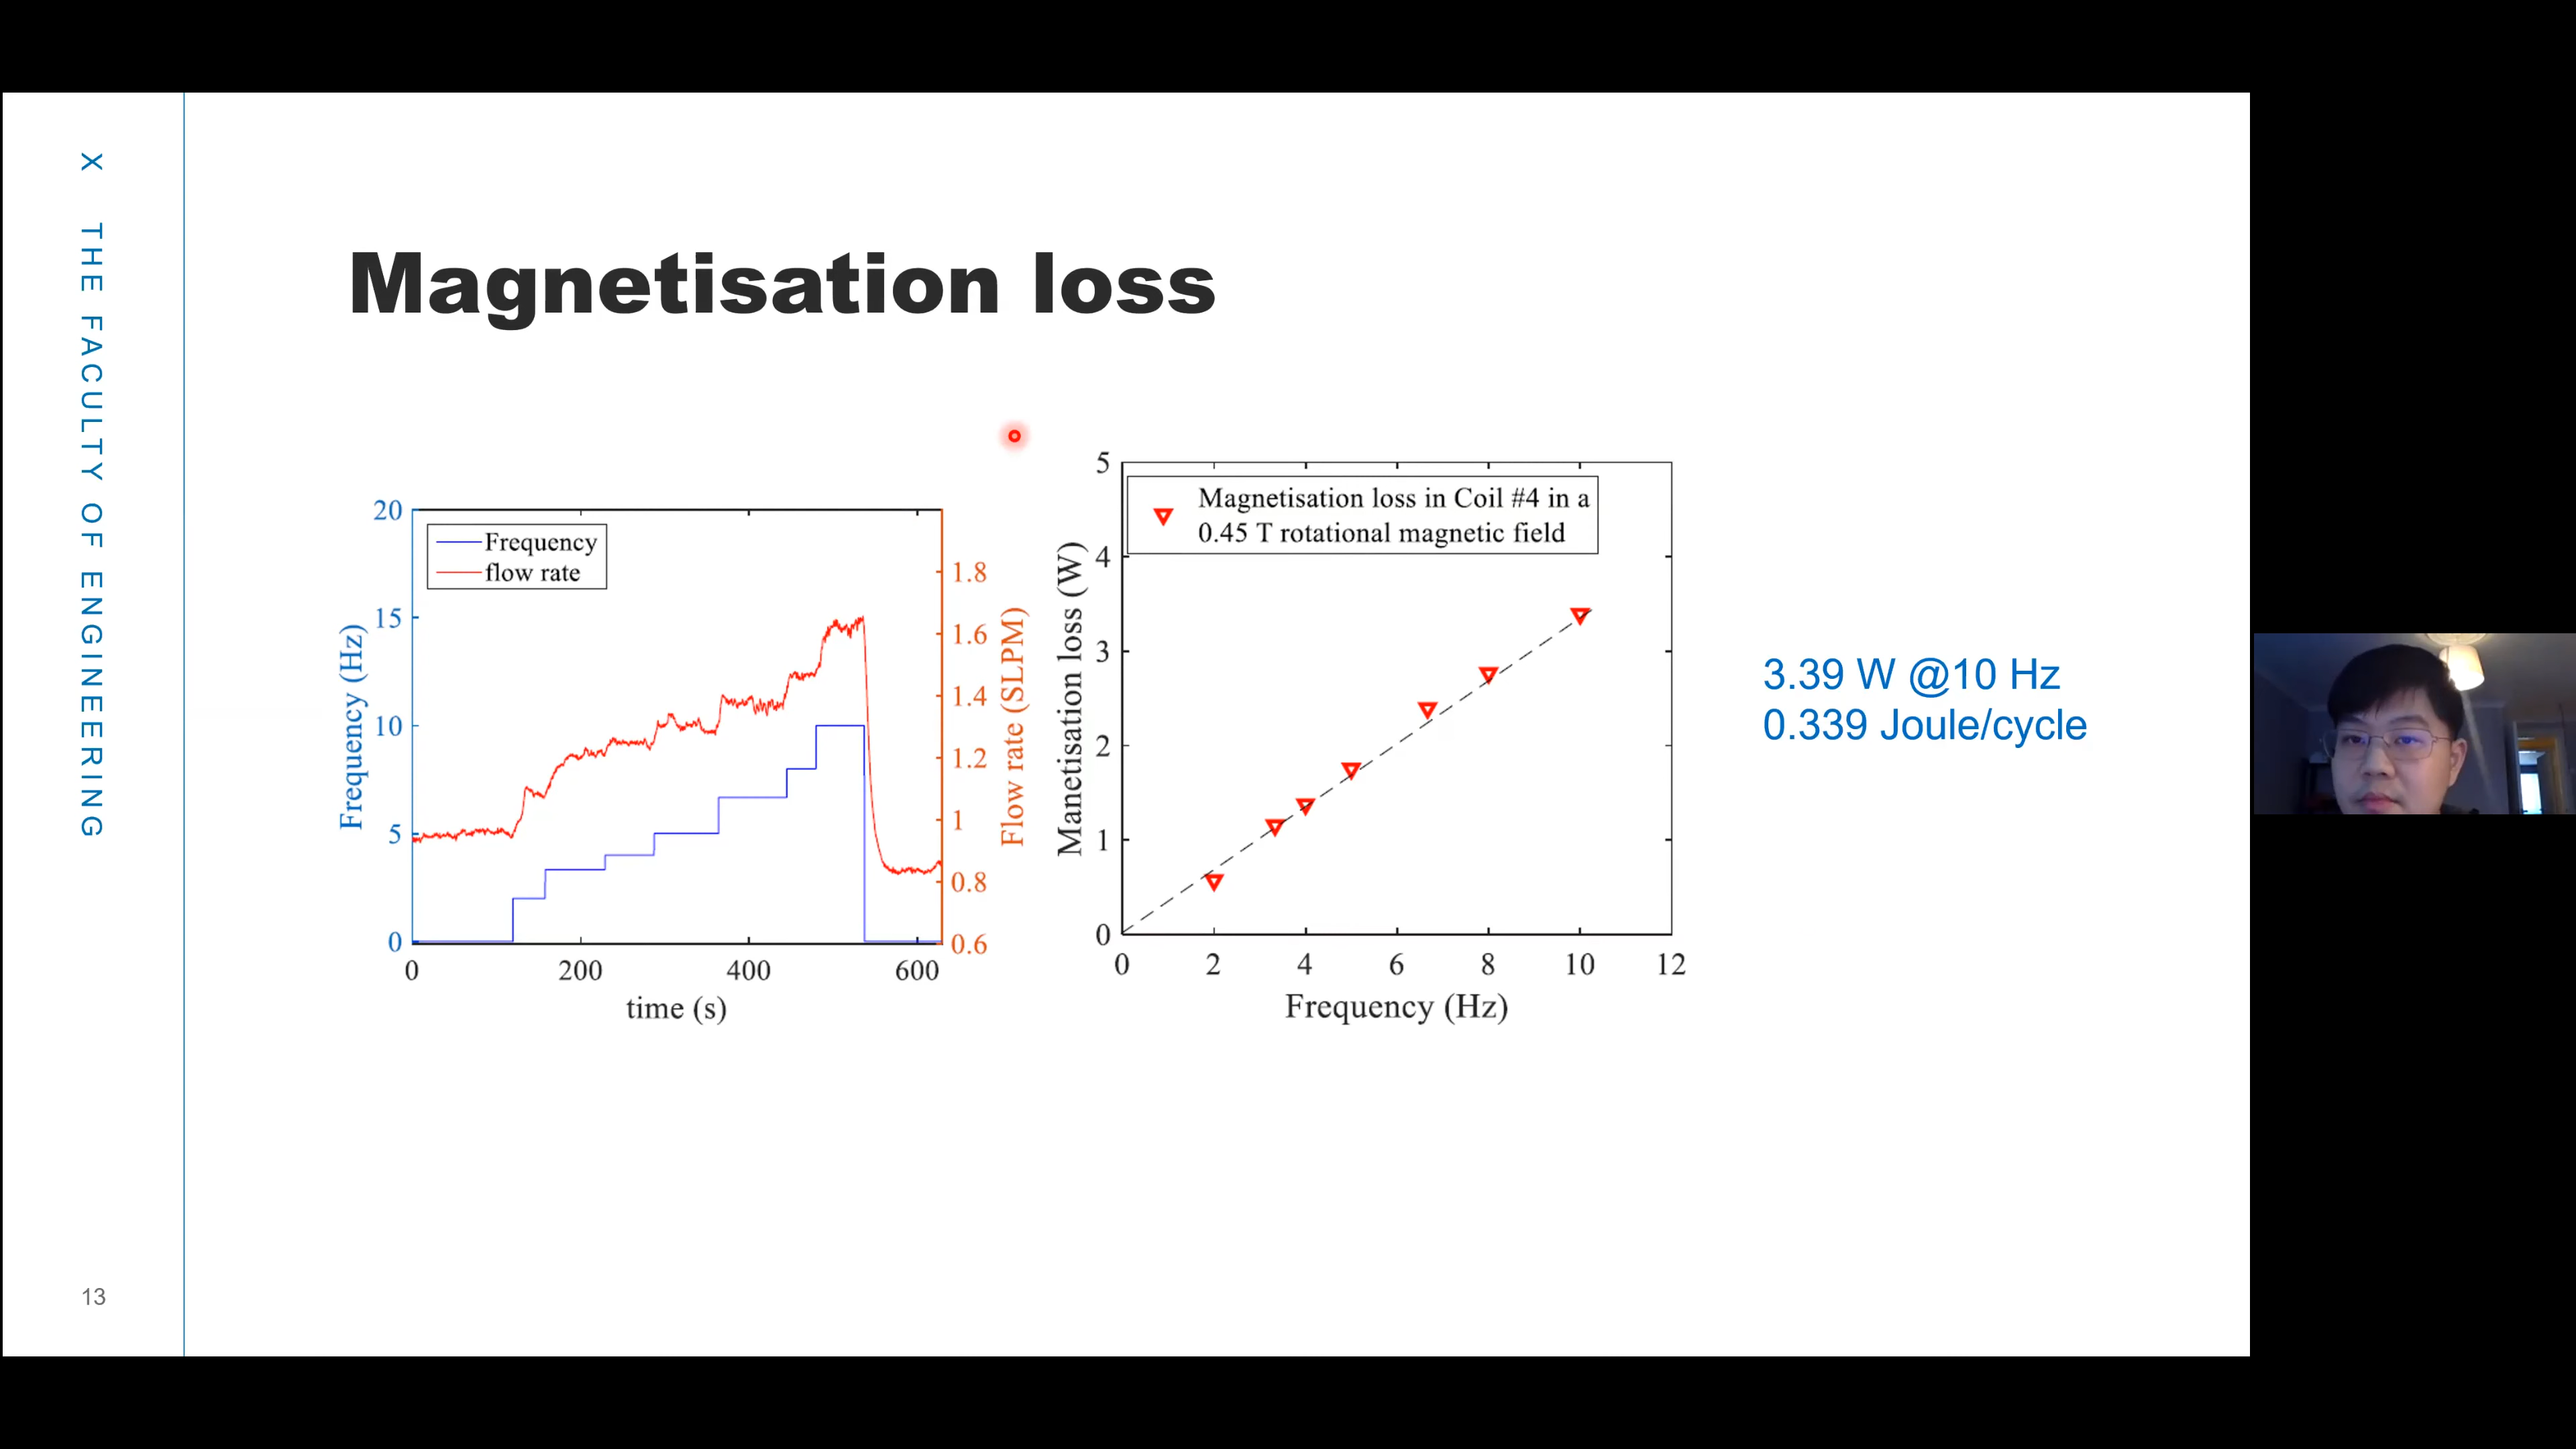 X THE FACULTY OF ENGINEERING
Magnetisation loss
20
15
10
5
0
Frequency (Hz)
Frequency
flow rate
1.8
1.6
1.4
1.2
1
0.8
0.6
Flow rate (SLPM)
0
200
400
600
time (s)
5
4
3
2
1
0
Manetisation loss (W)
Magnetisation loss in Coil #4 in a
0.45 T rotational magnetic field
0
2
4
6
8
10
12
Frequency (Hz)
3.39 W @10 Hz
0.339 Joule/cycle
13